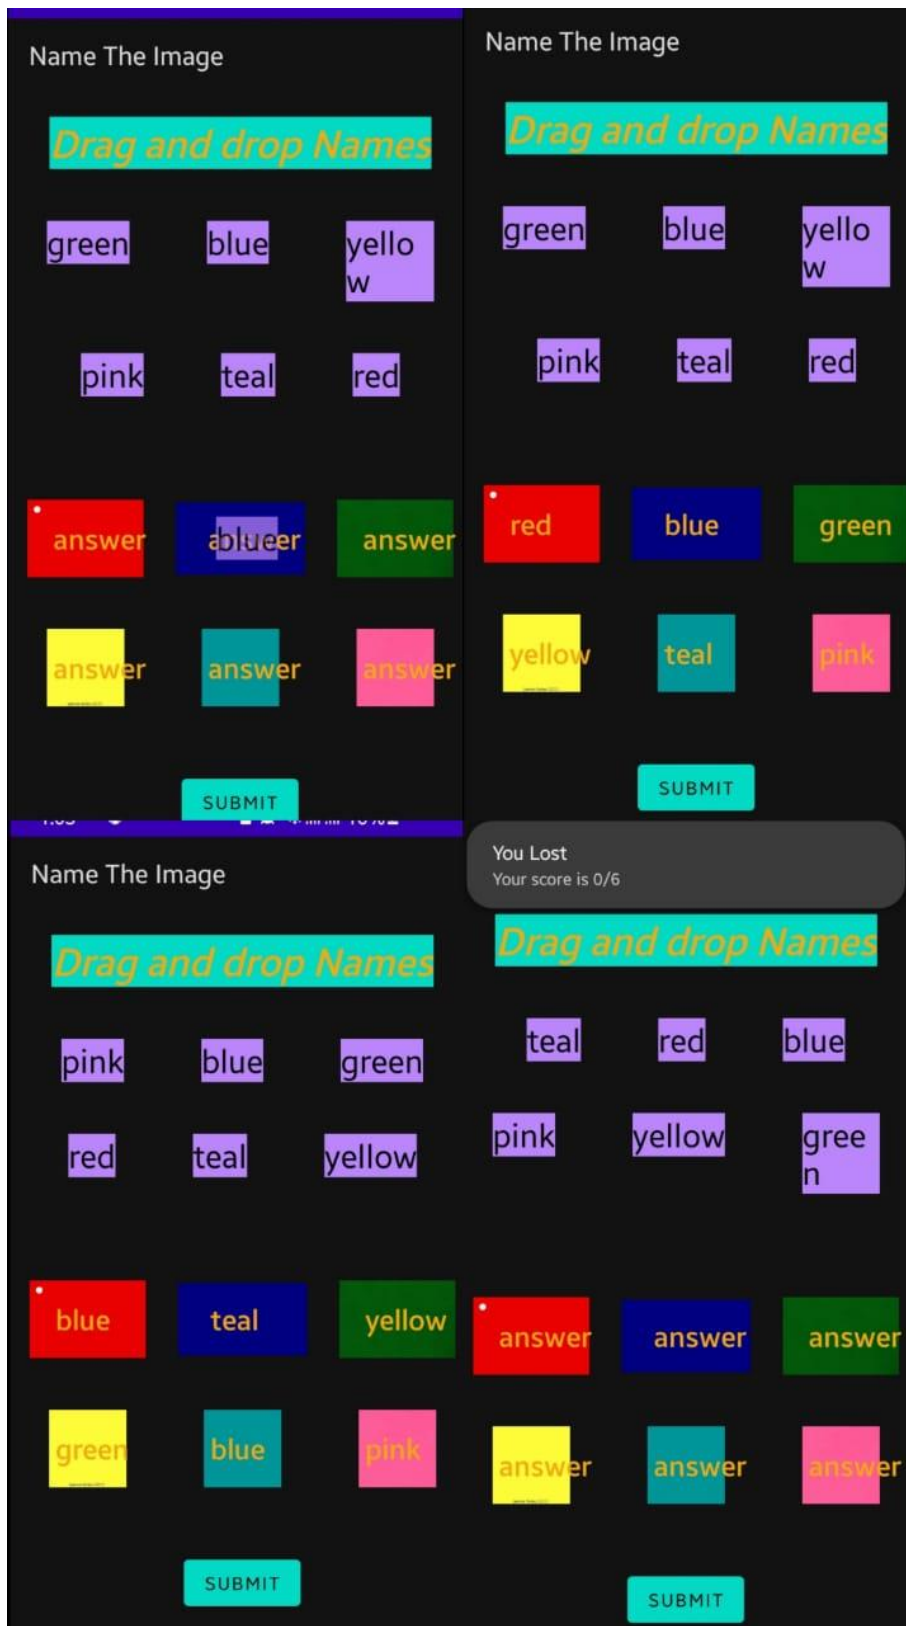 Name The Image
Drag and drop Names
green blue yello
w
pink teal red
answer blue answer
answer answer answer
SUBMIT
Name The Image
Drag and drop Names
green blue yello
w
pink teal red
red blue green
yellow teal pink
SUBMIT
Name The Image
Drag and drop Names
pink blue green
red teal yellow
blue teal yellow
green blue pink
SUBMIT
You Lost
Your score is 0/6
Drag and drop Names
teal red blue
pink yellow gree
n
answer answer answer
answer answer answer
SUBMIT